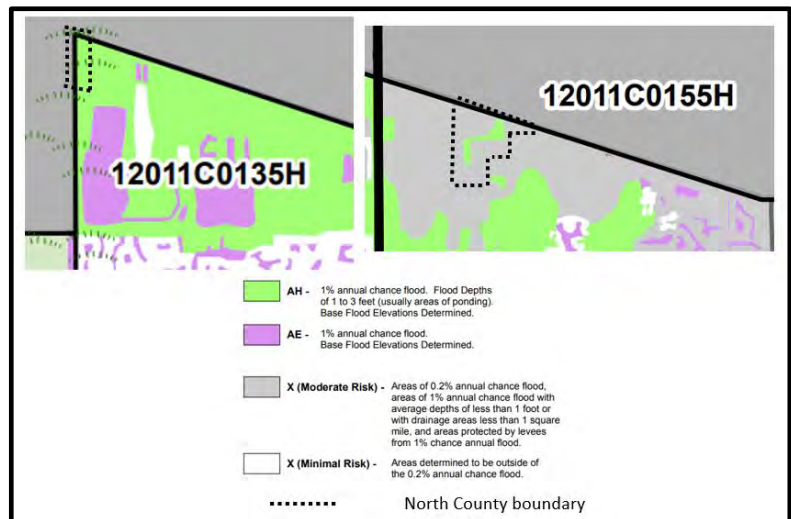 12011C0135H
12011C0155H
AH - 1% annual chance flood. Flood Depths
of 1 to 3 feet (usually areas of ponding).
Base Flood Elevations Determined.
AE - 1% annual chance flood.
Base Flood Elevations Determined.
X (Moderate Risk) - Areas of 0.2% annual chance flood,
areas of 1% annual chance flood with
average depths of less than 1 foot or
with drainage areas less than 1 square
mile, and areas protected by levees
from 1% chance annual flood.
X (Minimal Risk) - Areas determined to be outside of
the 0.2% annual chance flood.
North County boundary